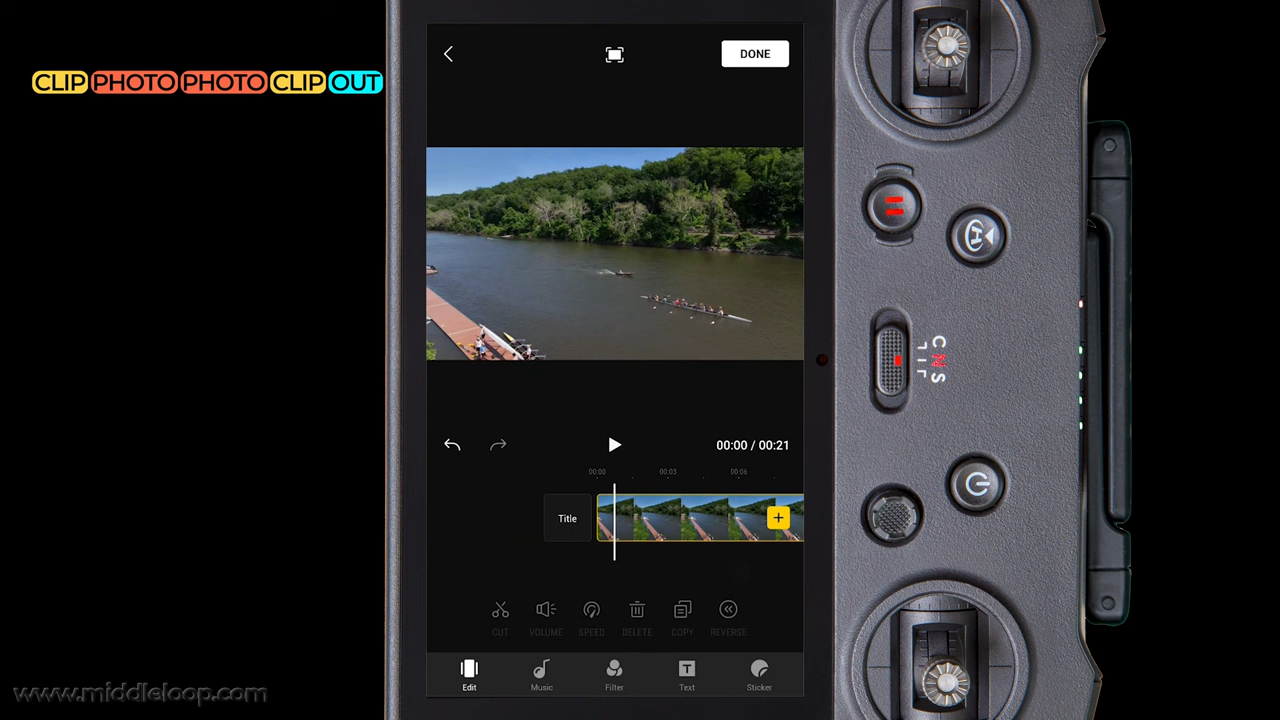 DONE
CLIP PHOTO PHOTO CLIP OUT
H
C N S
00:00 / 00:21
00:00 00:03 00:06
Title
+
CUT VOLUME SPEED DELETE COPY REVERSE
T
Edit Music Filter Text Sticker
www.middleloop.com